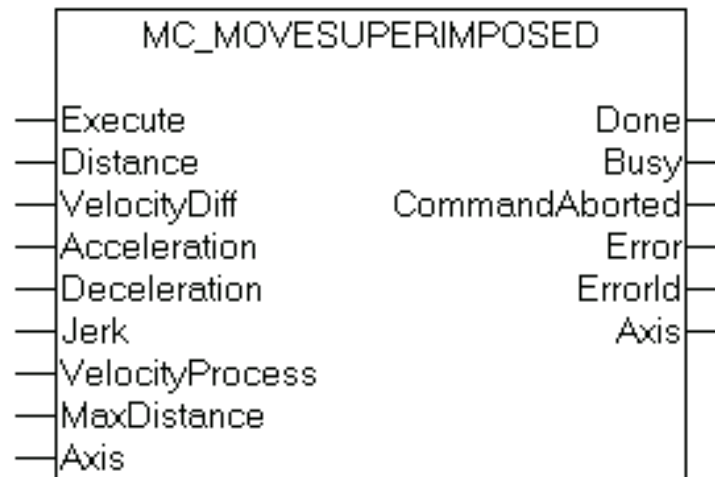 MC_MOVESUPERIMPOSED
Execute Done
Distance Busy
VelocityDiff CommandAborted
Acceleration Error
Deceleration ErrorId
Jerk Axis
VelocityProcess
MaxDistance
Axis